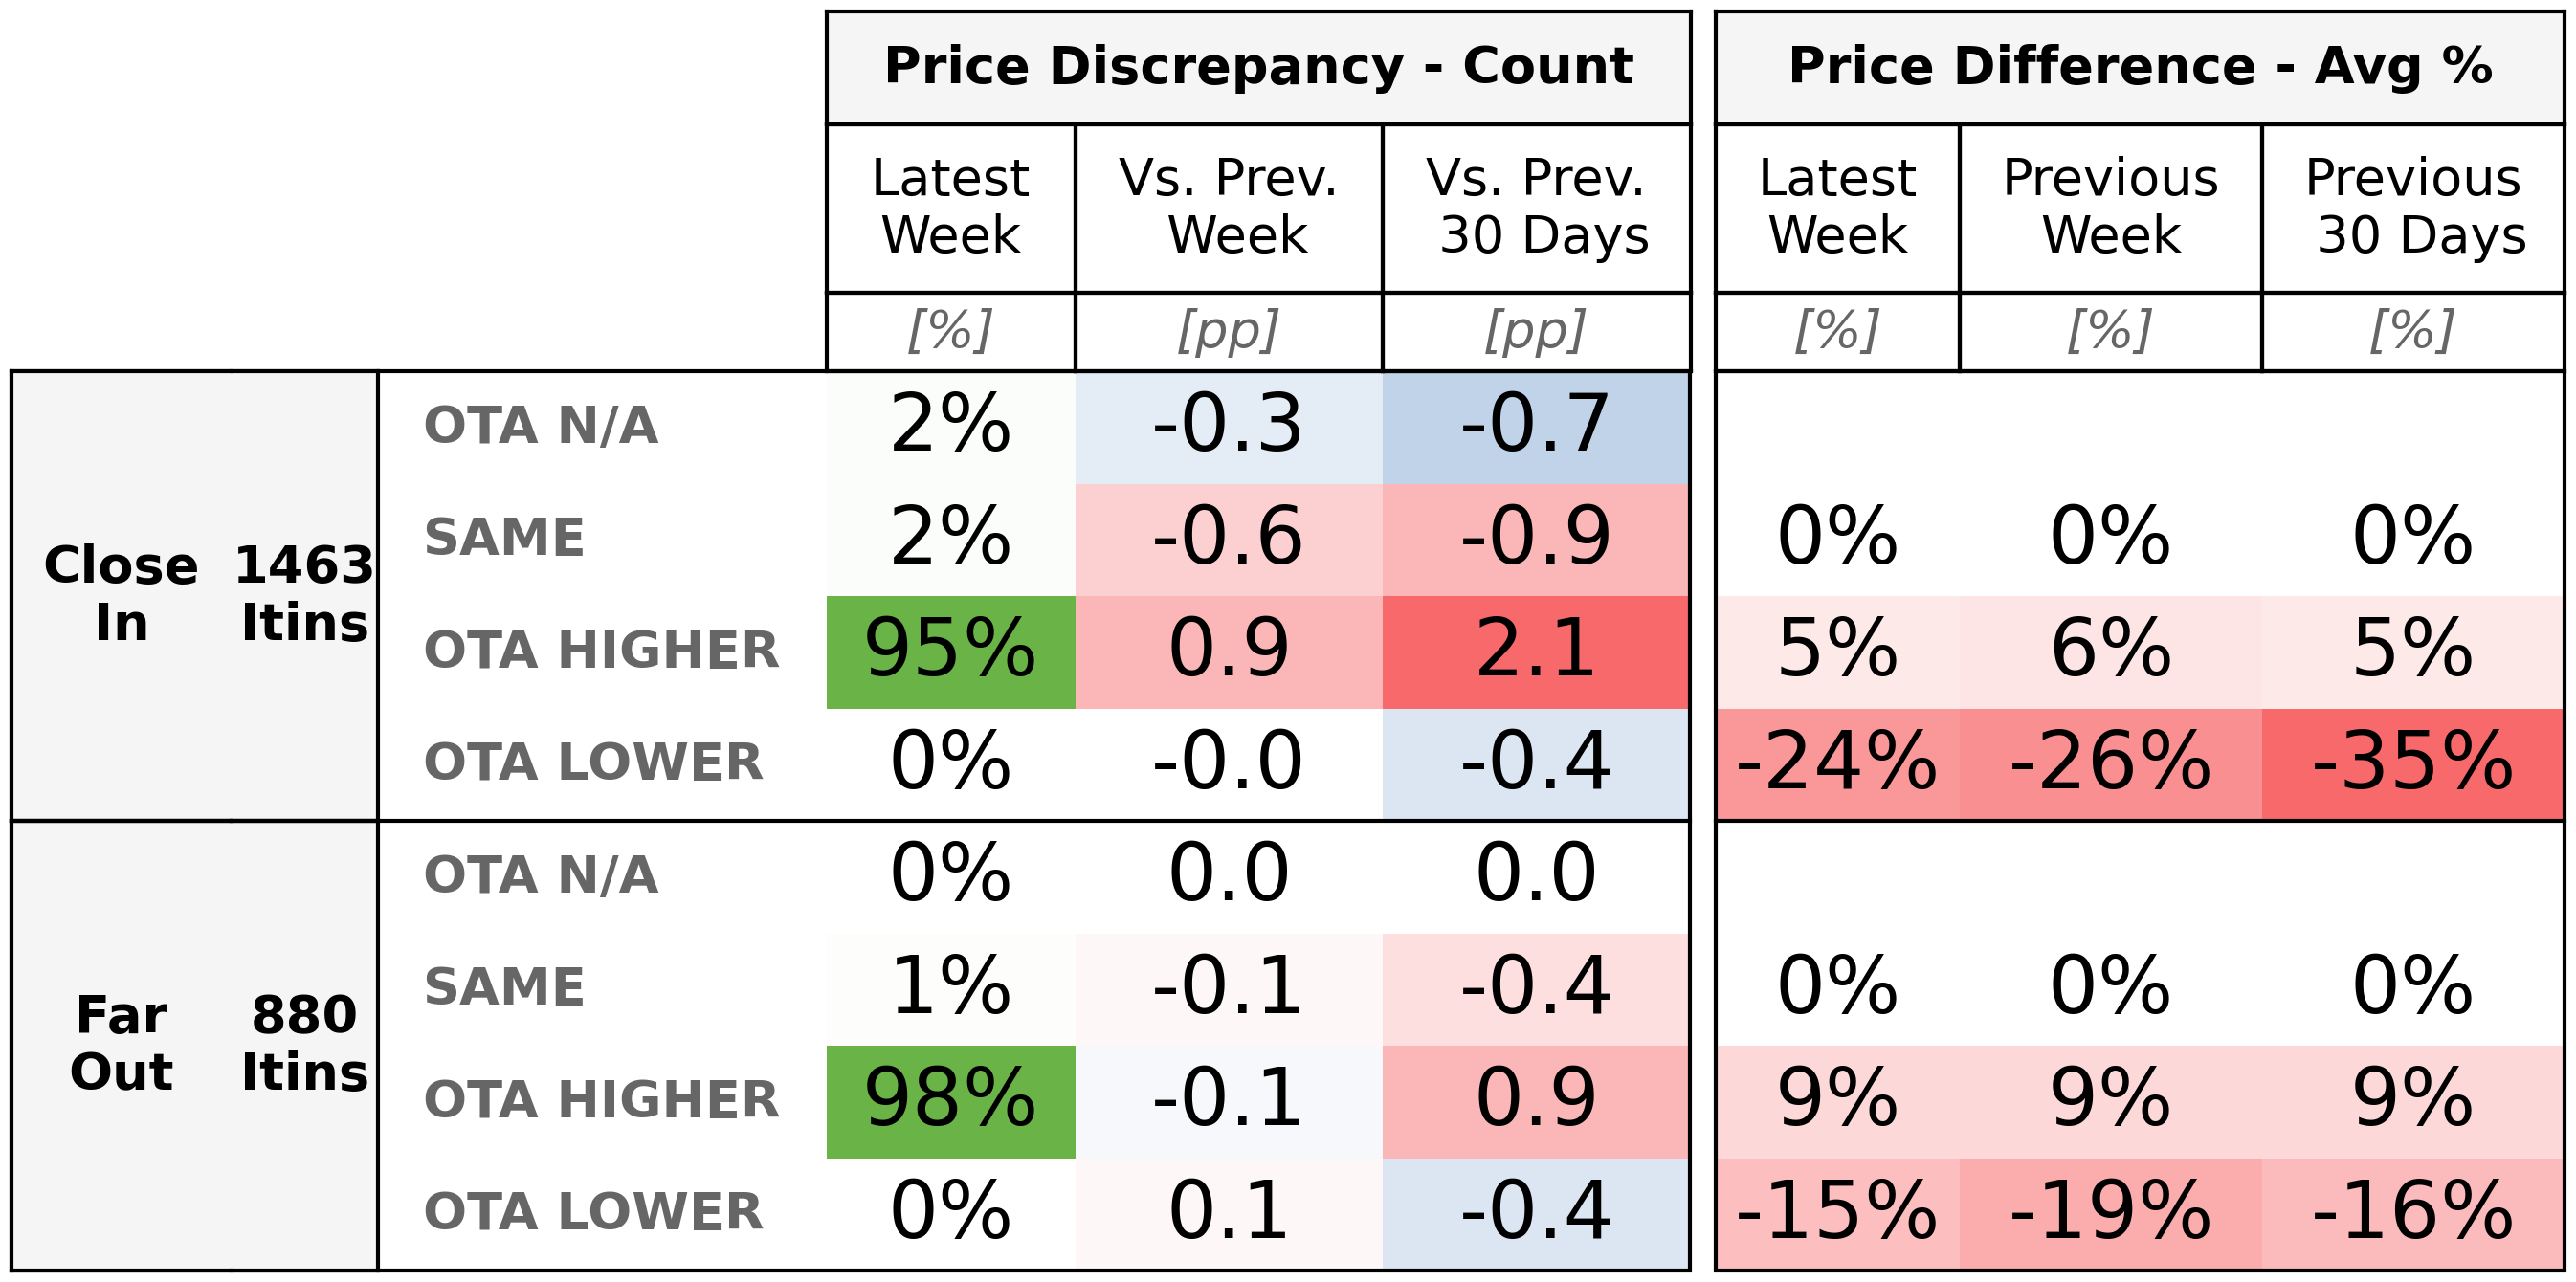 Price Discrepancy - Count Price Difference - Avg %
Latest Week Vs. Prev. Week Vs. Prev. 30 Days Latest Week Previous Week Previous 30 Days
[%] [pp] [pp] [%] [%] [%]
Close In 1463 Itins
OTA N/A 2% -0.3 -0.7
SAME 2% -0.6 -0.9 0% 0% 0%
OTA HIGHER 95% 0.9 2.1 5% 6% 5%
OTA LOWER 0% -0.0 -0.4 -24% -26% -35%
Far Out 880 Itins
OTA N/A 0% 0.0 0.0
SAME 1% -0.1 -0.4 0% 0% 0%
OTA HIGHER 98% -0.1 0.9 9% 9% 9%
OTA LOWER 0% 0.1 -0.4 -15% -19% -16%